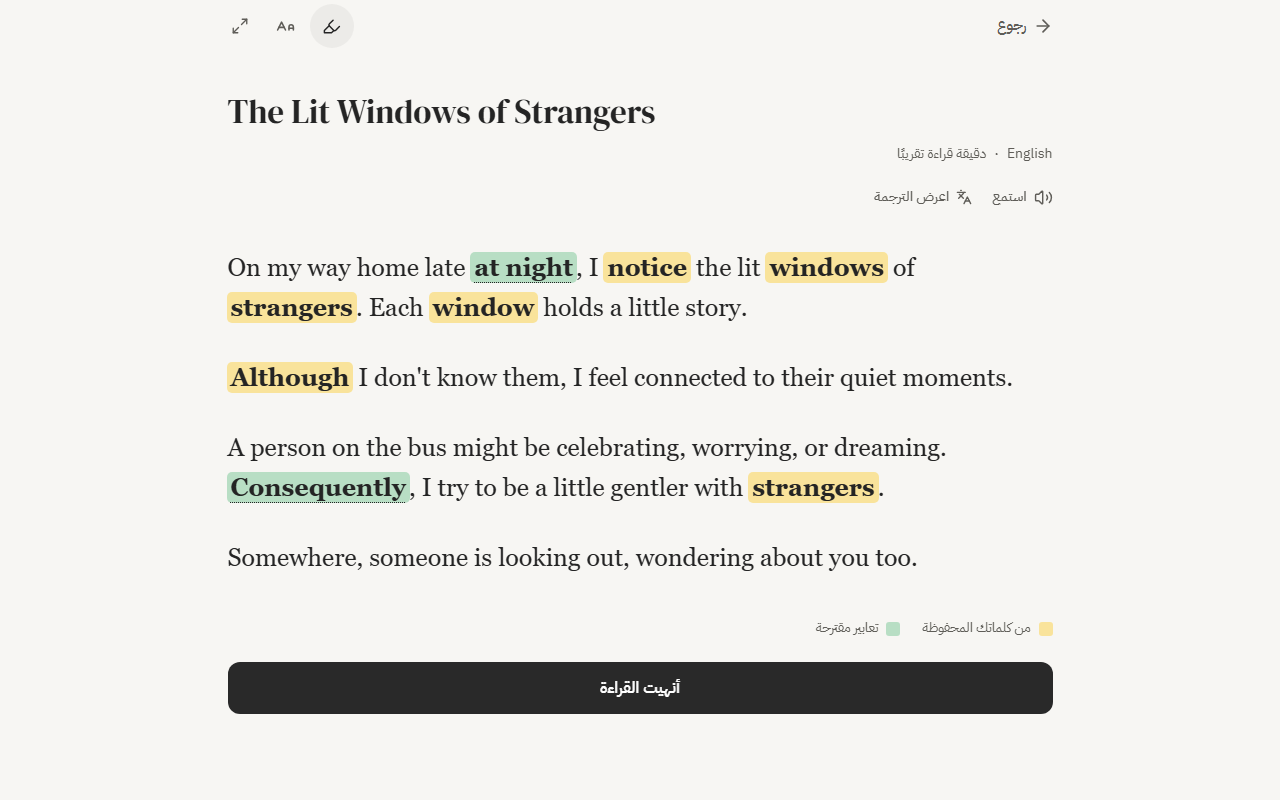 رجوع
Aa
The Lit Windows of Strangers
English · دقيقة قراءة تقريبًا
استمع
اعرض الترجمة
On my way home late at night, I notice the lit windows of
strangers. Each window holds a little story.
Although I don't know them, I feel connected to their quiet moments.
A person on the bus might be celebrating, worrying, or dreaming.
Consequently, I try to be a little gentler with strangers.
Somewhere, someone is looking out, wondering about you too.
من كلماتك المحفوظة
تعابير مقترحة
أنهيت القراءة